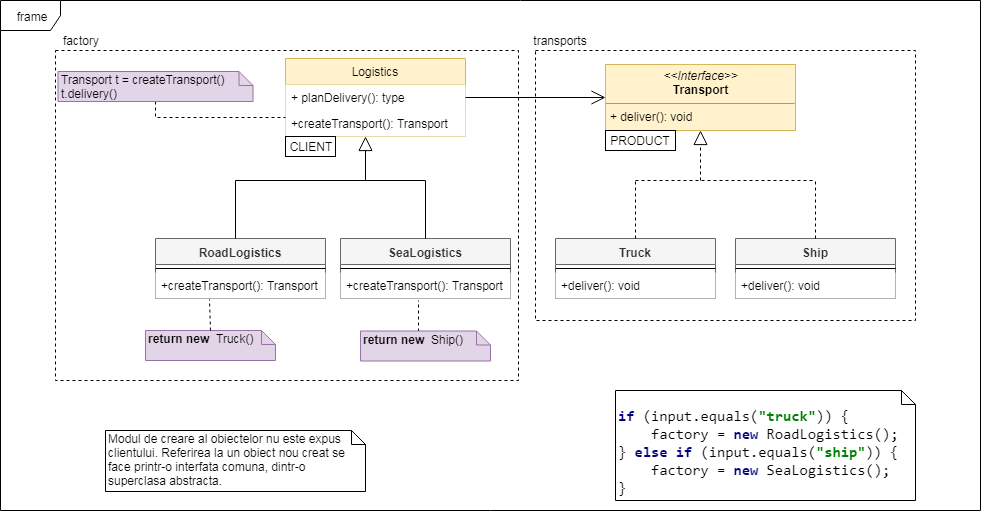 frame
factory
transports
Transport t = createTransport()
t.delivery()
Logistics
+ planDelivery(): type
+createTransport(): Transport
CLIENT
<<Interface>>
Transport
+ deliver(): void
PRODUCT
RoadLogistics
+createTransport(): Transport
SeaLogistics
+createTransport(): Transport
Truck
+deliver(): void
Ship
+deliver(): void
return new Truck()
return new Ship()
Modul de creare al obiectelor nu este expus
clientului. Referirea la un obiect nou creat se
face printr-o interfata comuna, dintr-o
superclasa abstracta.
if (input.equals("truck")) {
    factory = new RoadLogistics();
} else if (input.equals("ship")) {
    factory = new SeaLogistics();
}